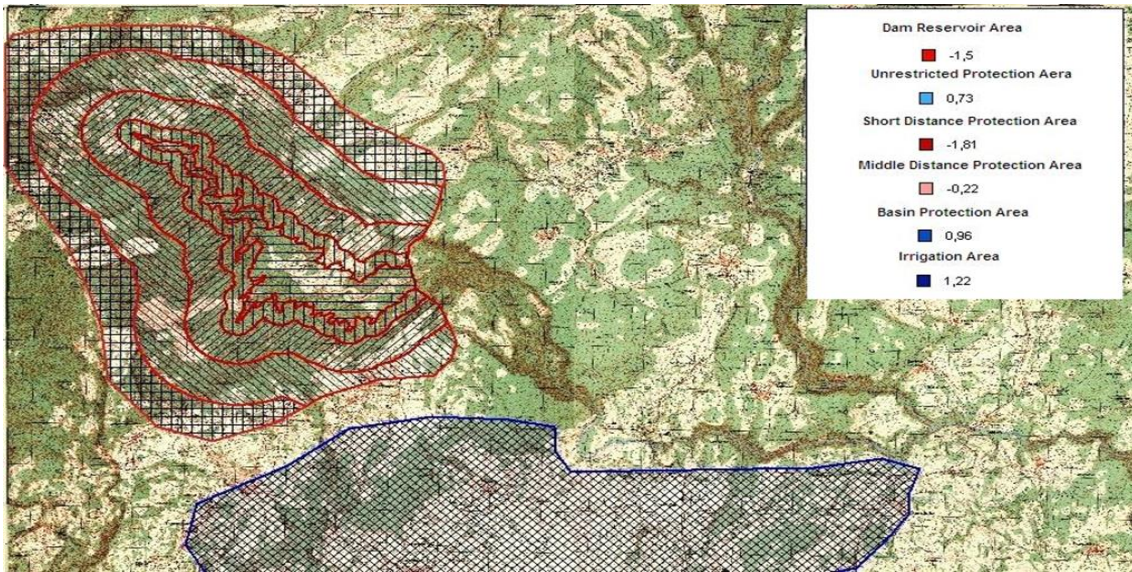 Dam Reservoir Area
-1,5
Unrestricted Protection Aera
0,73
Short Distance Protection Area
-1,81
Middle Distance Protection Area
-0,22
Basin Protection Area
0,96
Irrigation Area
1,22